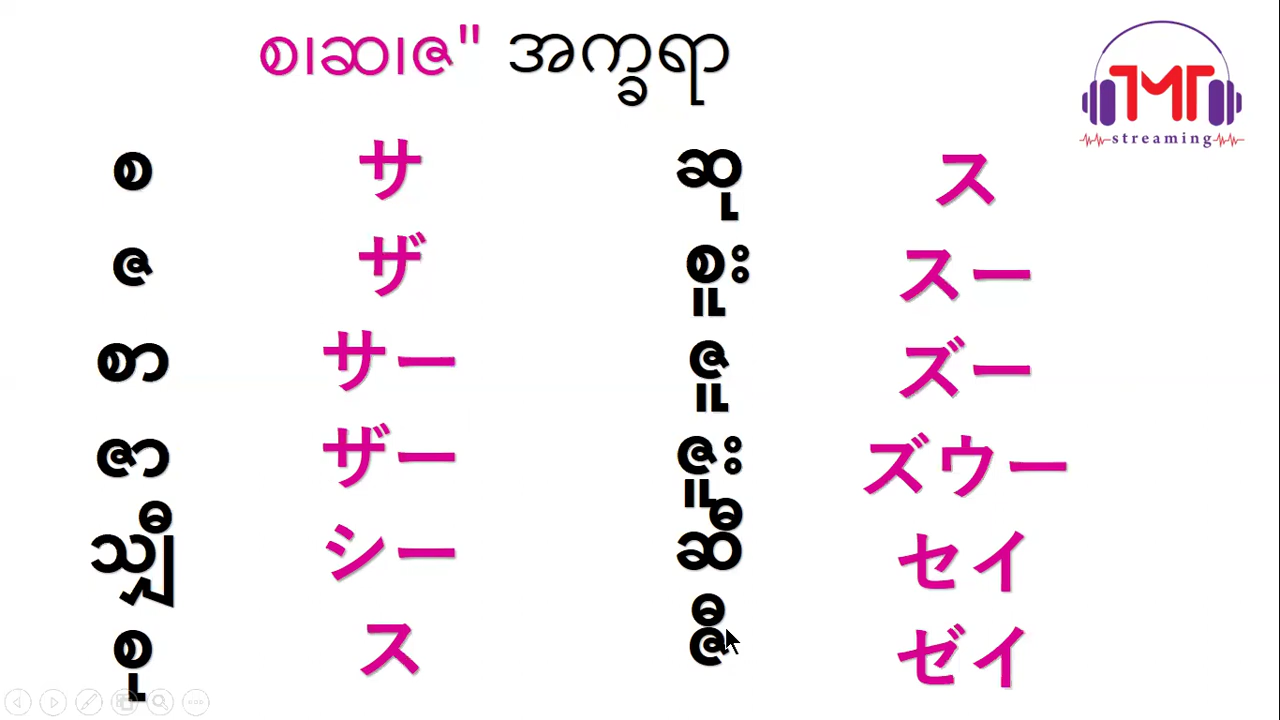 စ၊ဆ၊ဇ" အက္ခရာ
TMT
streaming
စ サ ဆု ス
ဇ ザ စူး スー
စာ サー ဇူ ズー
ဇာ ザー ဇူး ズウー
သျှီ シー ဆီ セイ
စု ス ဇီ ゼイ